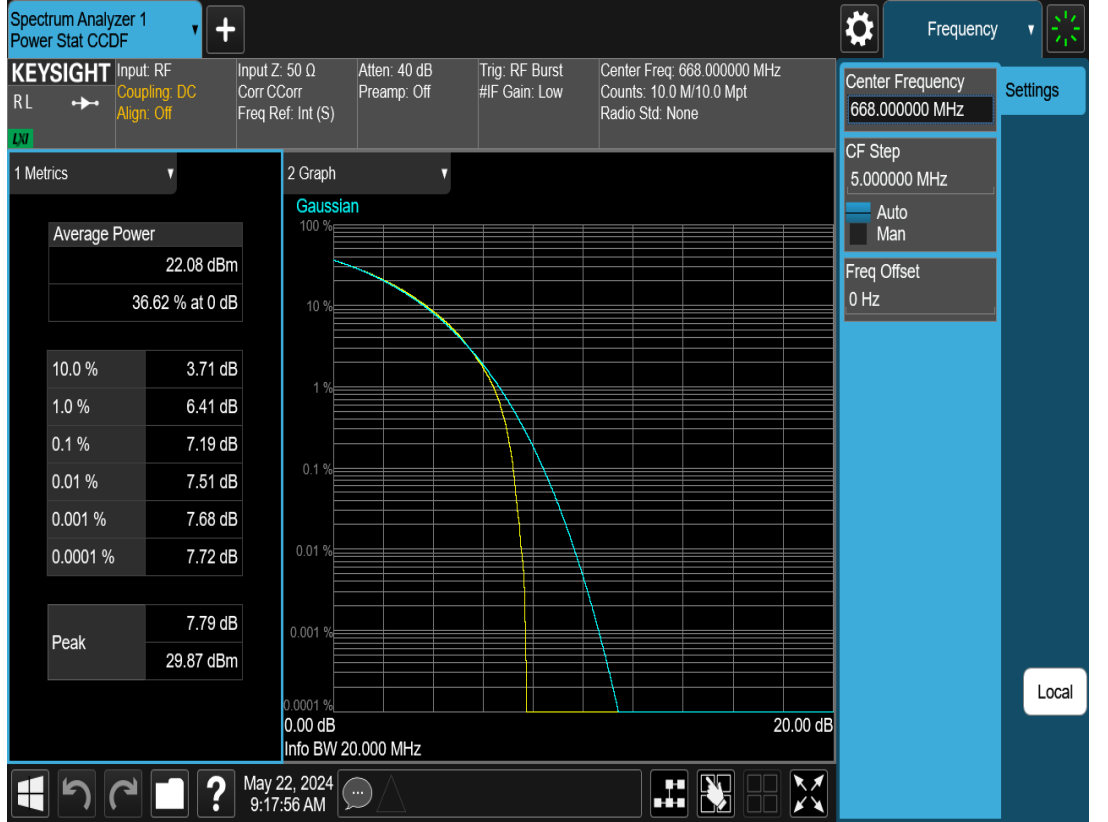 Spectrum Analyzer 1
Power Stat CCDF
Frequency
KEYSIGHT
R L
LXI
Input: RF
Coupling: DC
Align: Off
Input Z: 50 Ω
Corr CCorr
Freq Ref: Int (S)
Atten: 40 dB
Preamp: Off
Trig: RF Burst
#IF Gain: Low
Center Freq: 668.000000 MHz
Counts: 10.0 M/10.0 Mpt
Radio Std: None
Center Frequency
668.000000 MHz
Settings
CF Step
5.000000 MHz
Auto
Man
Freq Offset
0 Hz
Local
1 Metrics
Average Power
22.08 dBm
36.62 % at 0 dB
10.0 % 3.71 dB
1.0 % 6.41 dB
0.1 % 7.19 dB
0.01 % 7.51 dB
0.001 % 7.68 dB
0.0001 % 7.72 dB
Peak
7.79 dB
29.87 dBm
2 Graph
Gaussian
100 %
10 %
1 %
0.1 %
0.01 %
0.001 %
0.0001 %
0.00 dB 20.00 dB
Info BW 20.000 MHz
?
May 22, 2024
9:17:56 AM